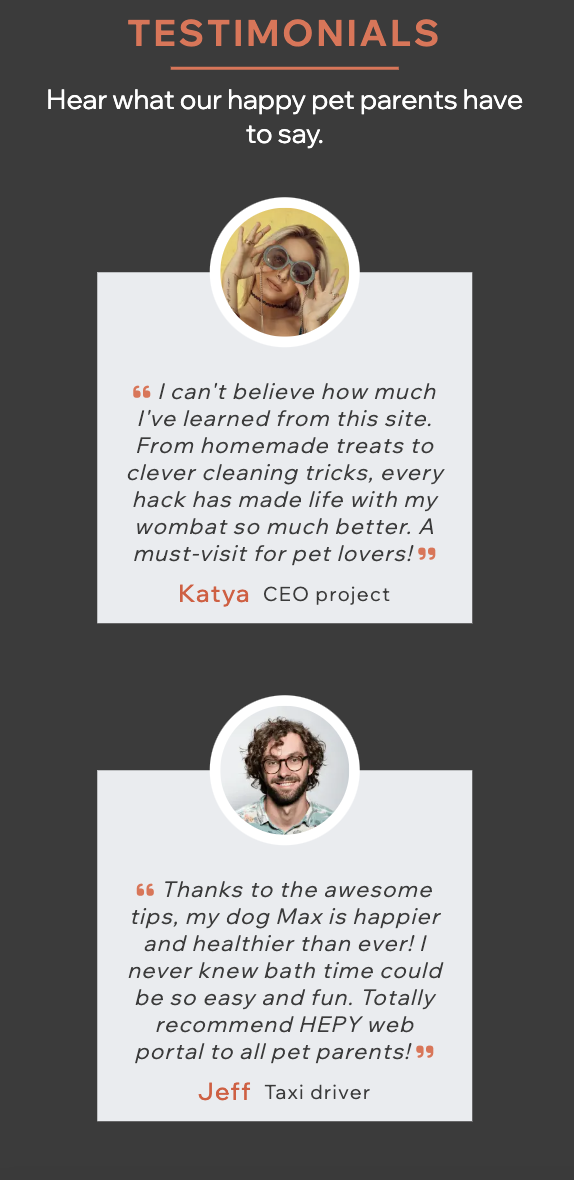 TESTIMONIALS
Hear what our happy pet parents have
to say.
❝ I can't believe how much
I've learned from this site.
From homemade treats to
clever cleaning tricks, every
hack has made life with my
wombat so much better. A
must-visit for pet lovers! ❞
Katya CEO project
❝ Thanks to the awesome
tips, my dog Max is happier
and healthier than ever! I
never knew bath time could
be so easy and fun. Totally
recommend HEPY web
portal to all pet parents! ❞
Jeff Taxi driver